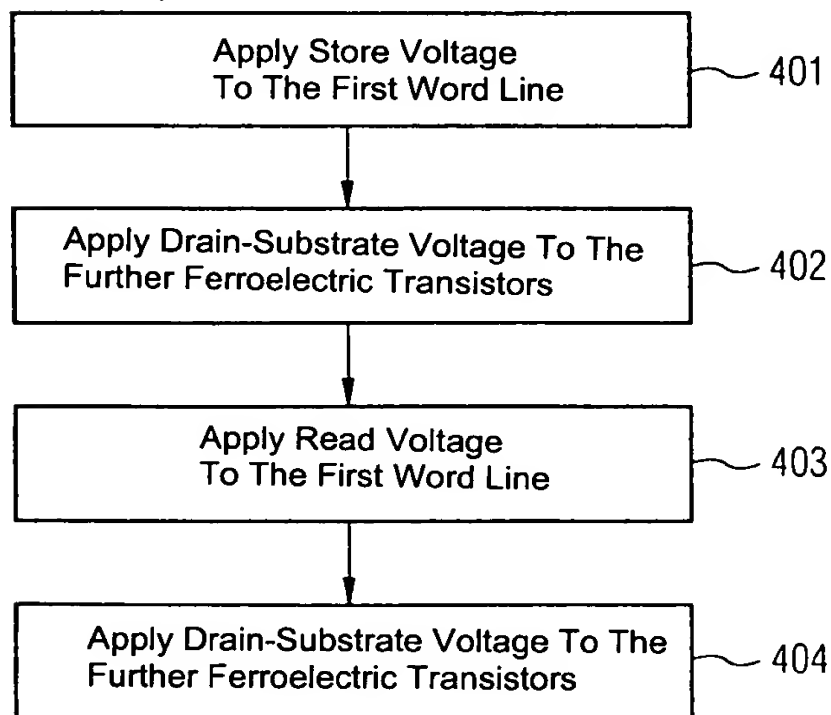 Apply Store Voltage
To The First Word Line
401
Apply Drain-Substrate Voltage To The
Further Ferroelectric Transistors
402
Apply Read Voltage
To The First Word Line
403
Apply Drain-Substrate Voltage To The
Further Ferroelectric Transistors
404